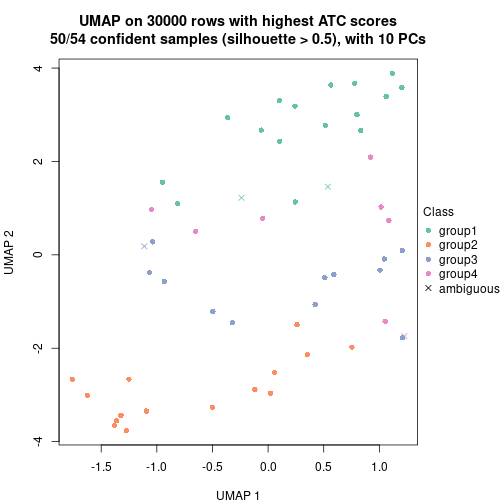 UMAP on 30000 rows with highest ATC scores
50/54 confident samples (silhouette > 0.5), with 10 PCs
4
2
0
-2
-4
UMAP 2
-1.5 -1.0 -0.5 0.0 0.5 1.0
UMAP 1
Class
group1
group2
group3
group4
ambiguous